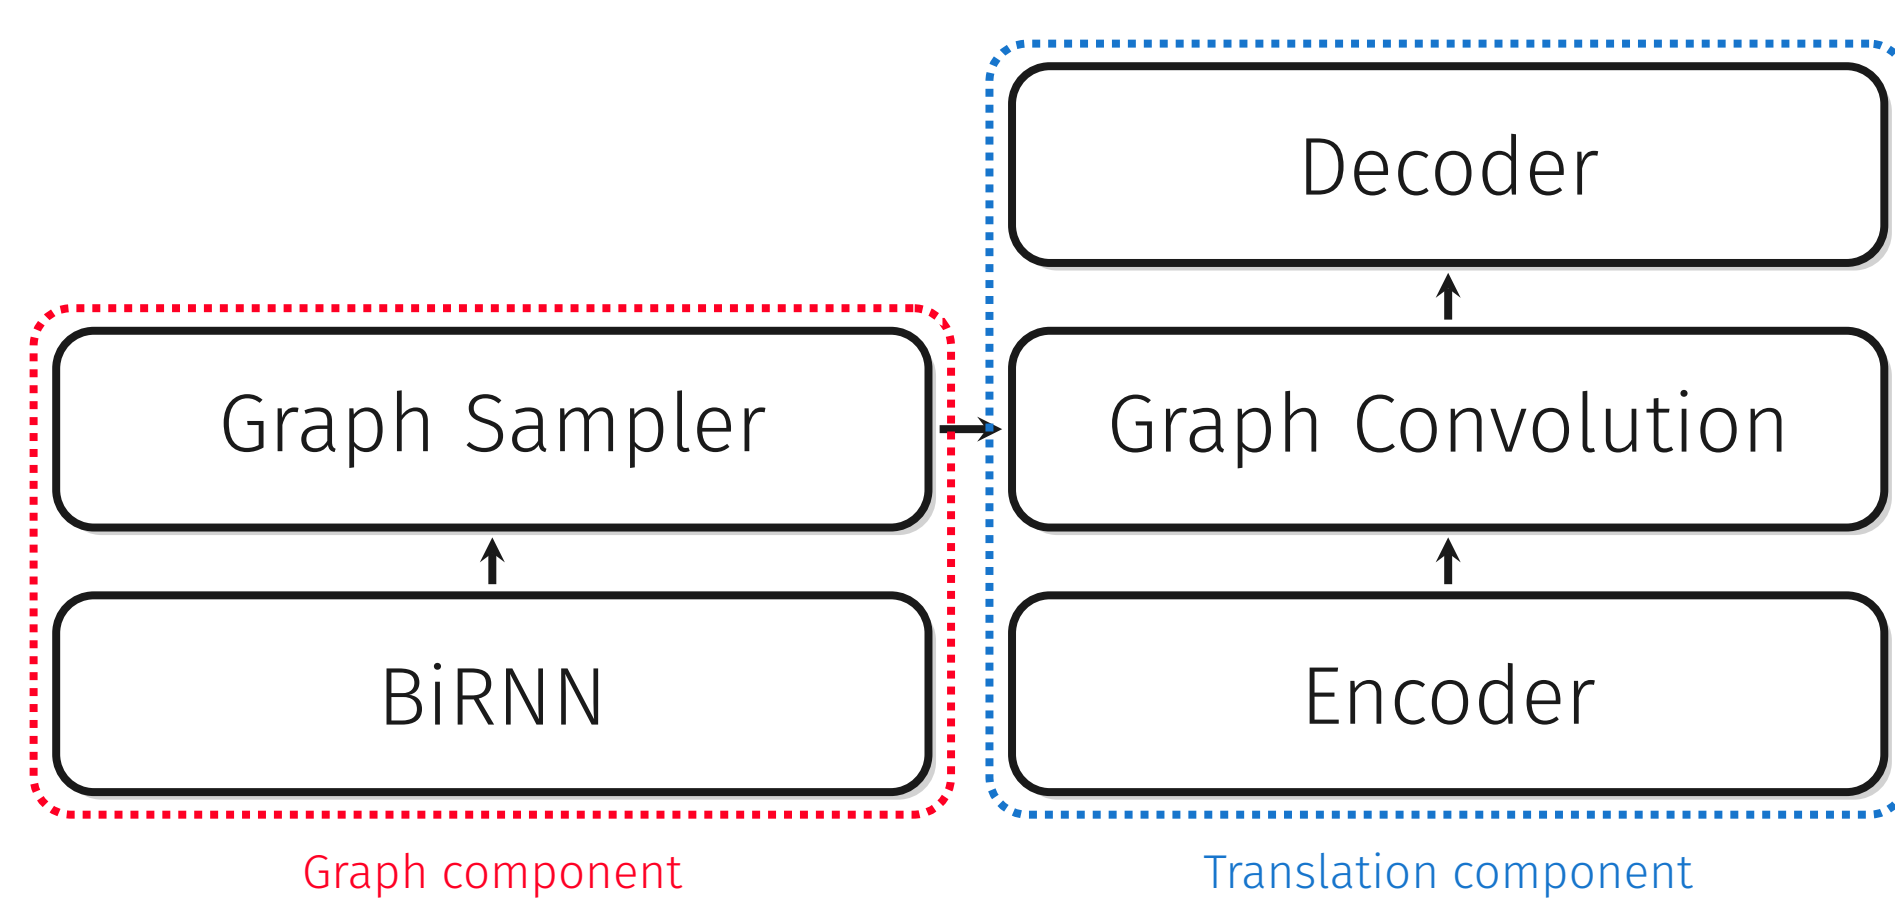 Decoder
Graph Sampler
Graph Convolution
BiRNN
Encoder
Graph component
Translation component